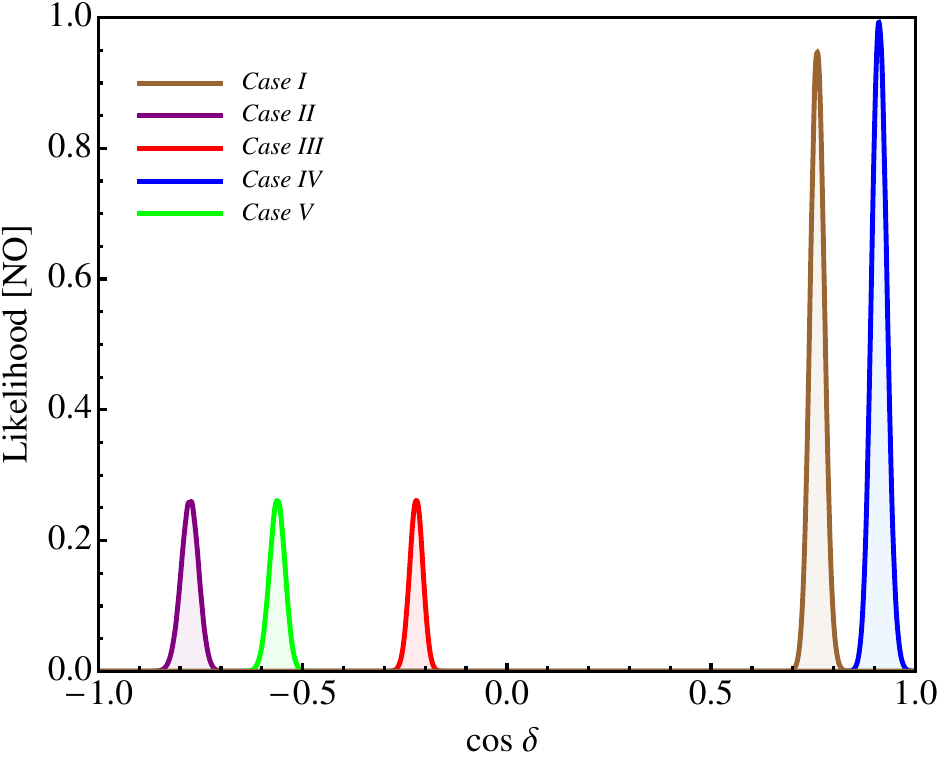 1.0
Case I
Case II
0.8
Case III
Case IV
Case V
0.6
Likelihood [NO]
0.4
0.2
0.0
−1.0 −0.5 0.0 0.5 1.0
cos δ